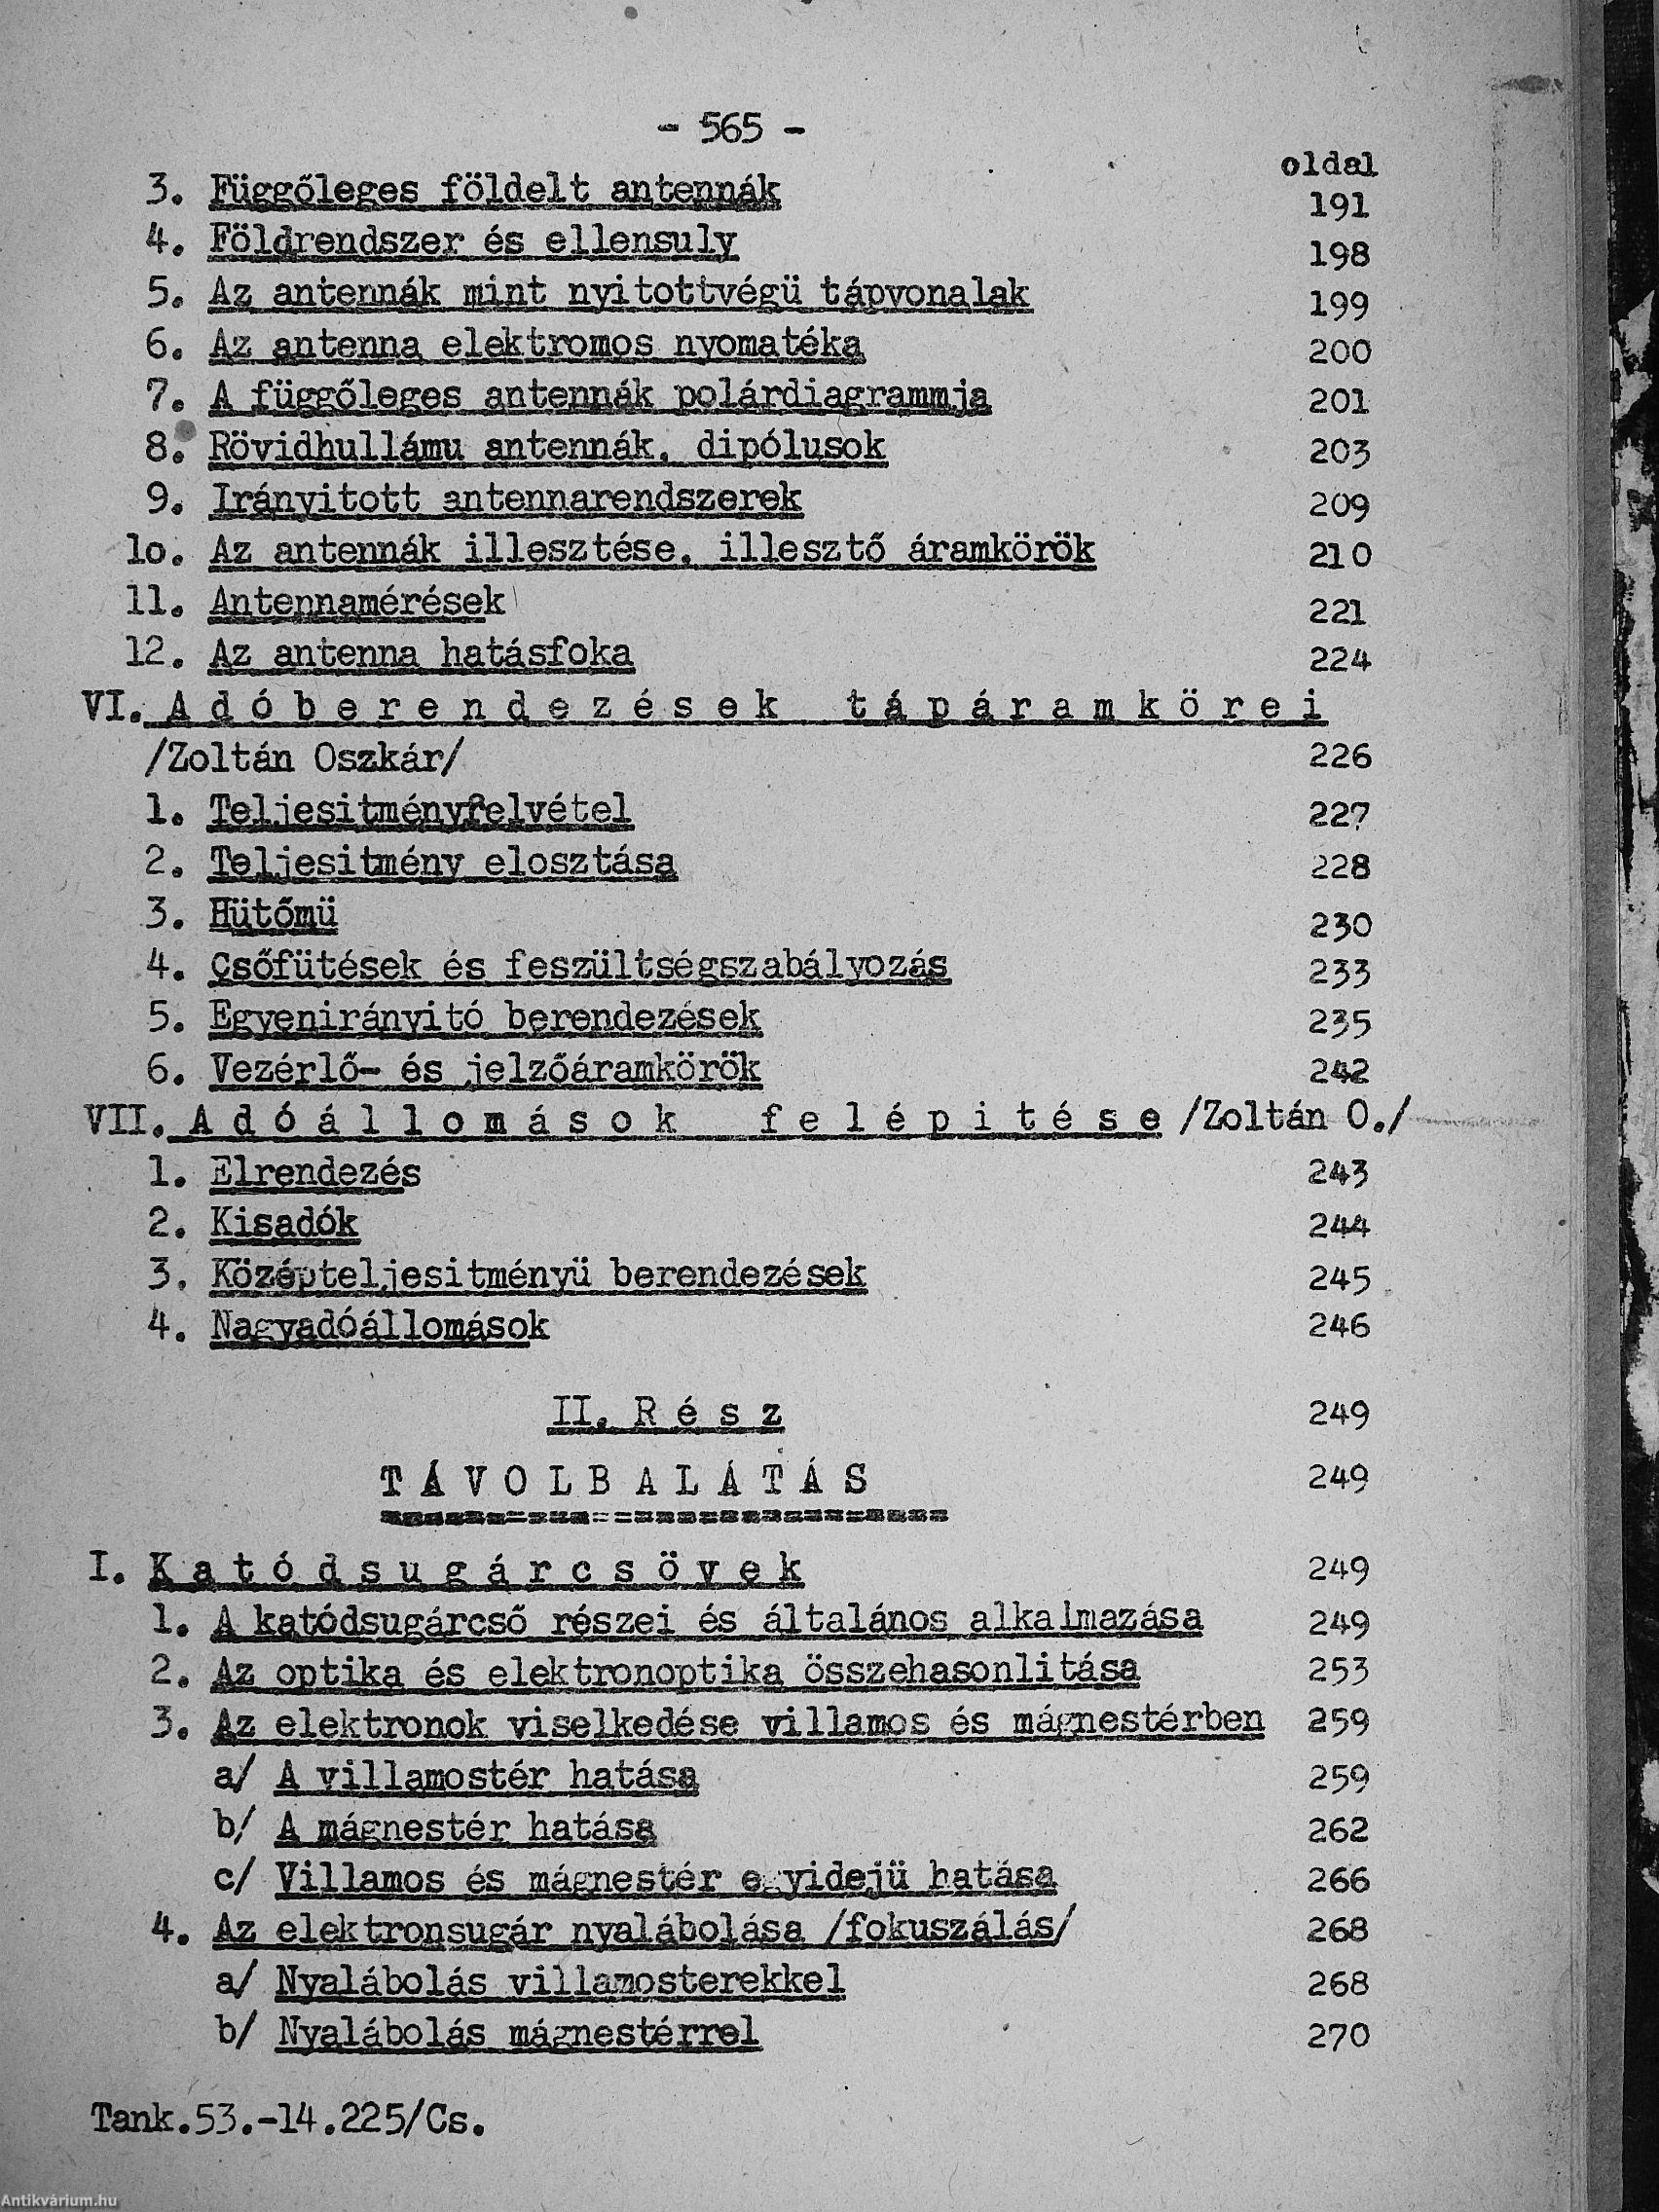 - 565 -
oldal
3. Függőleges földelt antennák 191
4. Földrendszer és ellensuly 198
5. Az antennák mint nyitottvégü tápvonalak 199
6. Az antenna elektromos nyomatéka 200
7. A függőleges antennák polárdiagrammja 201
8. Rövidhullámu antennák, dipólusok 203
9. Irányitott antennarendszerek 209
lo. Az antennák illesztése, illesztő áramkörök 210
11. Antennamérések 221
12. Az antenna hatásfoka 224
VI. A d ó b e r e n d e z é s e k t á p á r a m k ö r e i
/Zoltán Oszkár/ 226
1. Teljesitményfelvétel 227
2. Teljesitmény elosztása 228
3. Hütőmü 230
4. Csőfütések és feszültségszabályozás 233
5. Egyenirányitó berendezések 235
6. Vezérlő- és jelzőáramkörök 242
VII. A d ó á l l o m á s o k f e l é p i t é s e /Zoltán O./
1. Elrendezés 243
2. Kisadók 244
3. Középteljesitményü berendezések 245
4. Nagyadóállomások 246
II. R é s z 249
T Á V O L B A L Á T Á S 249
I. K a t ó d s u g á r c s ö v e k 249
1. A katódsugárcső részei és általános alkalmazása 249
2. Az optika és elektronoptika összehasonlitása 253
3. Az elektronok viselkedése villamos és mágnestérben 259
a/ A villamostér hatása 259
b/ A mágnestér hatása 262
c/ Villamos és mágnestér egyidejü hatása 266
4. Az elektronsugár nyalábolása /fokuszálás/ 268
a/ Nyalábolás villamosterekkel 268
b/ Nyalábolás mágnestérrel 270
Tank.53.-14.225/Cs.
Antikvárium.hu